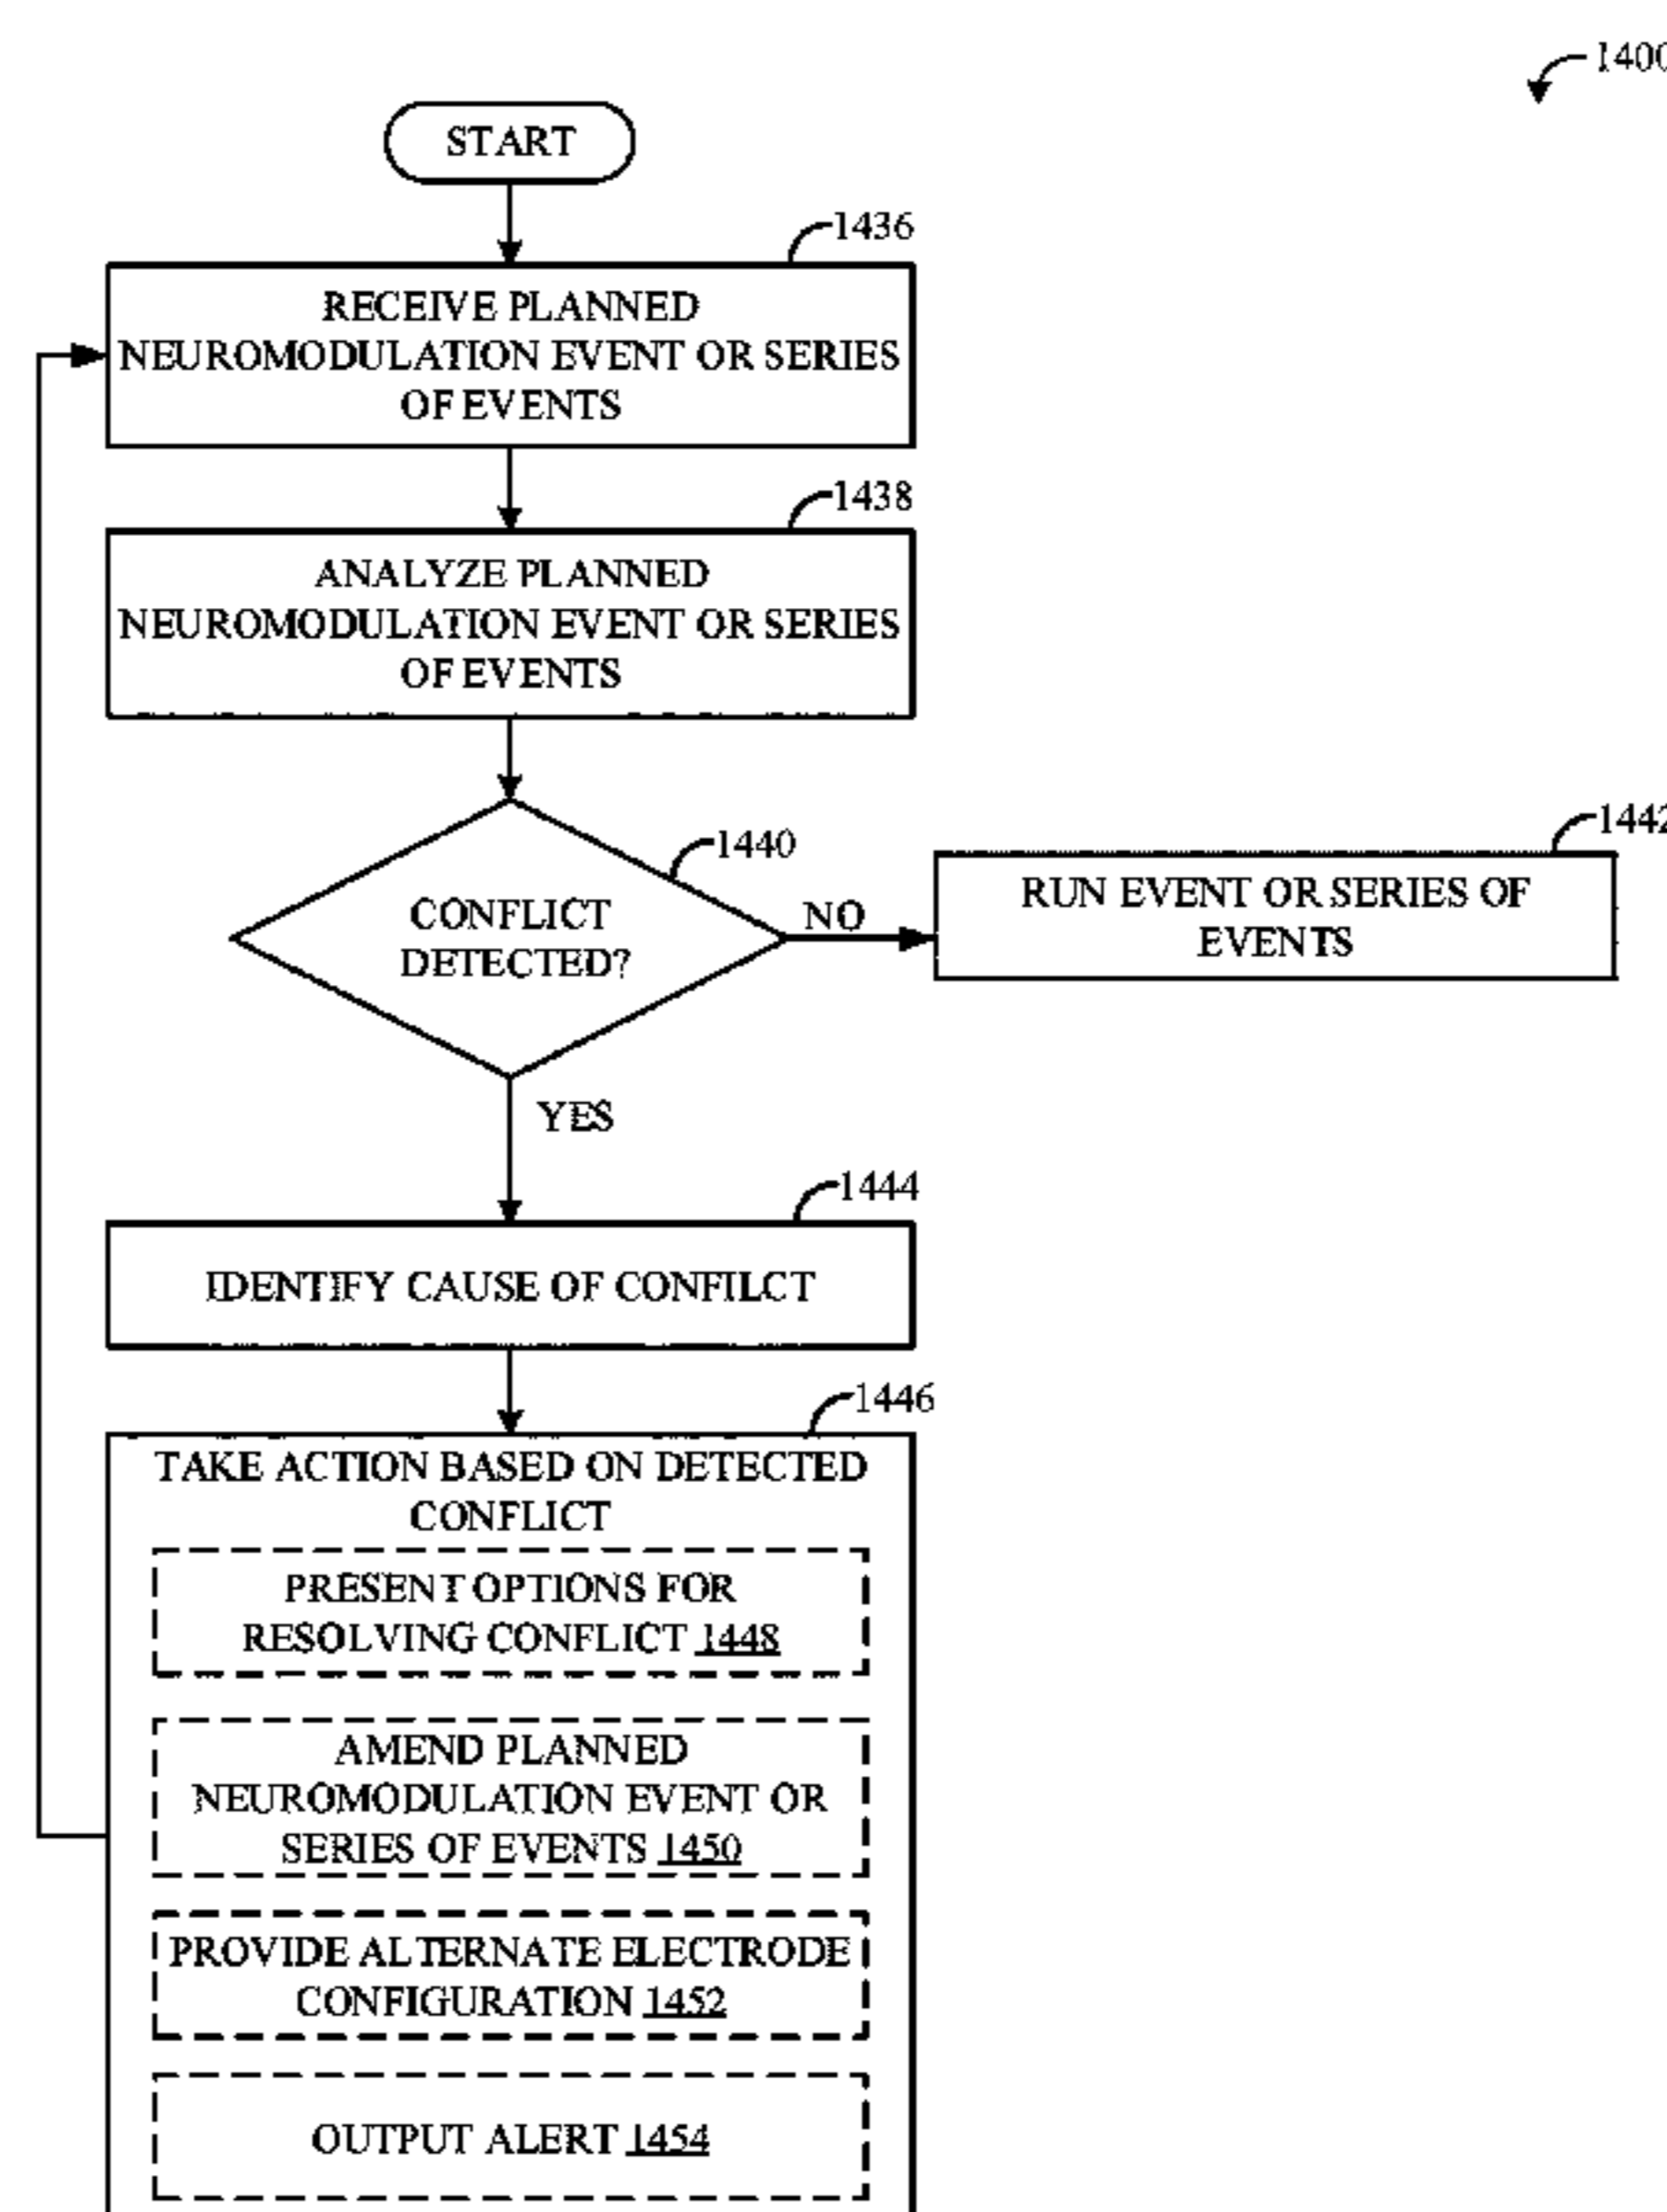 1400
START
1436
RECEIVE PLANNED
NEUROMODULATION EVENT OR SERIES
OF EVENTS
1438
ANALYZE PLANNED
NEUROMODULATION EVENT OR SERIES
OF EVENTS
1440
CONFLICT
DETECTED?
NO
1442
RUN EVENT OR SERIES OF
EVENTS
YES
1444
IDENTIFY CAUSE OF CONFILCT
1446
TAKE ACTION BASED ON DETECTED
CONFLICT
PRESENT OPTIONS FOR
RESOLVING CONFLICT 1448
AMEND PLANNED
NEUROMODULATION EVENT OR
SERIES OF EVENTS 1450
PROVIDE ALTERNATE ELECTRODE
CONFIGURATION 1452
OUTPUT ALERT 1454